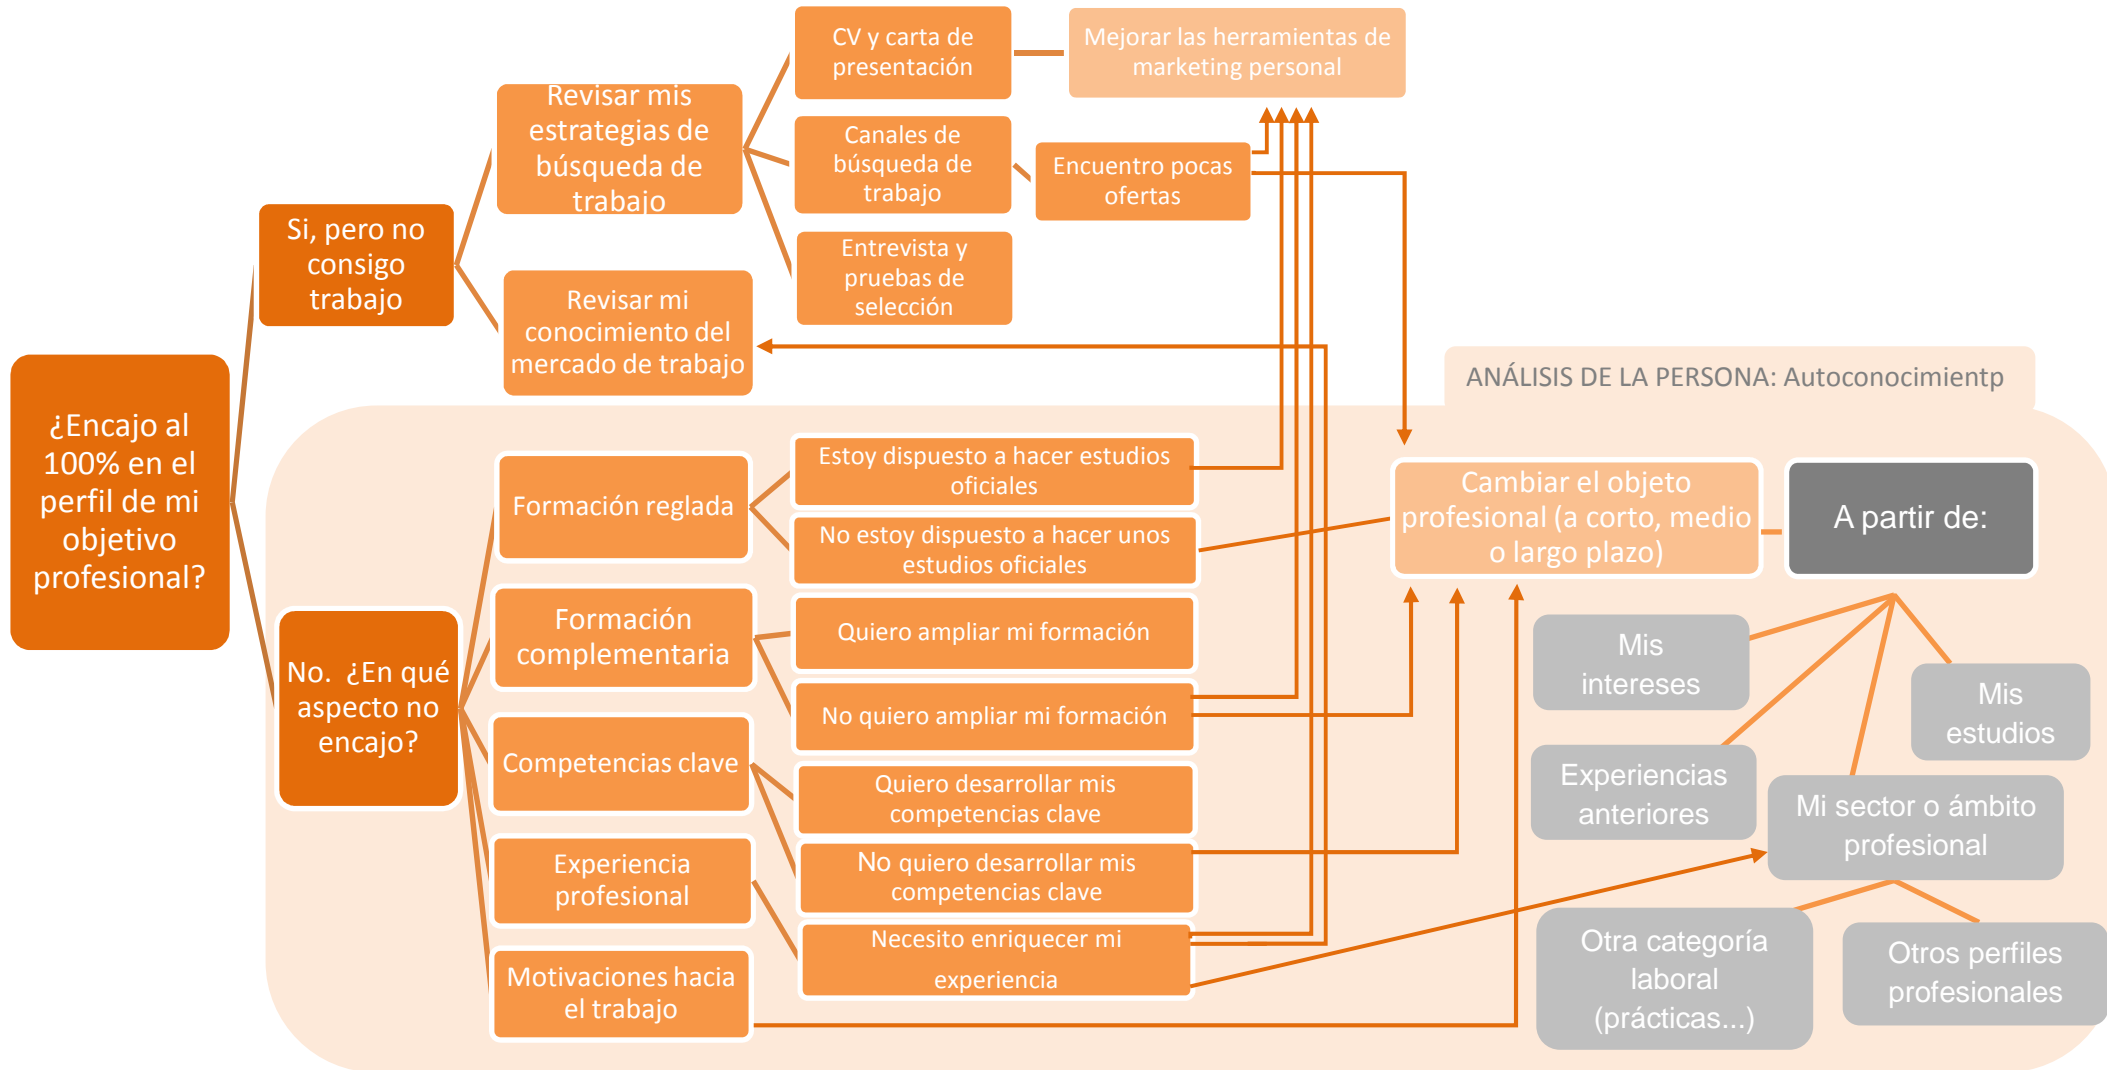 ¿Encajo al
100% en el
perfil de mi
objetivo
profesional?
Si, pero no
consigo
trabajo
Revisar mis
estrategias de
búsqueda de
trabajo
CV y carta de
presentación
Mejorar las herramientas de
marketing personal
Canales de
búsqueda de
trabajo
Encuentro pocas
ofertas
Entrevista y
pruebas de
selección
Revisar mi
conocimiento del
mercado de trabajo
ANÁLISIS DE LA PERSONA: Autoconocimientp
No. ¿En qué
aspecto no
encajo?
Formación reglada
Estoy dispuesto a hacer estudios
oficiales
No estoy dispuesto a hacer unos
estudios oficiales
Formación
complementaria
Quiero ampliar mi formación
No quiero ampliar mi formación
Competencias clave
Quiero desarrollar mis
competencias clave
No quiero desarrollar mis
competencias clave
Experiencia
profesional
Necesito enriquecer mi
experiencia
Motivaciones hacia
el trabajo
Cambiar el objeto
profesional (a corto, medio
o largo plazo)
A partir de:
Mis
intereses
Mis
estudios
Experiencias
anteriores
Mi sector o ámbito
profesional
Otra categoría
laboral
(prácticas...)
Otros perfiles
profesionales